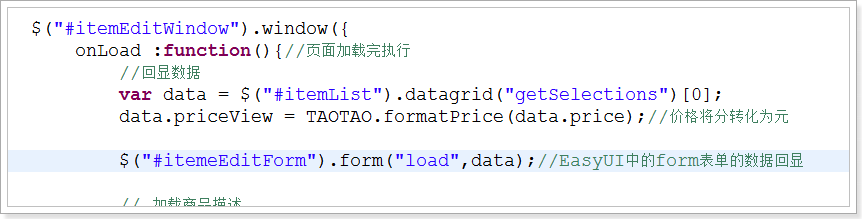 $("#itemEditWindow").window({
onLoad :function(){//页面加载完执行
//回显数据
var data = $("#itemList").datagrid("getSelections")[0];
data.priceView = TAOTAO.formatPrice(data.price);//价格将分转化为元
$("#itemeEditForm").form("load",data);//EasyUI中的form表单的数据回显
// 加载商品描述